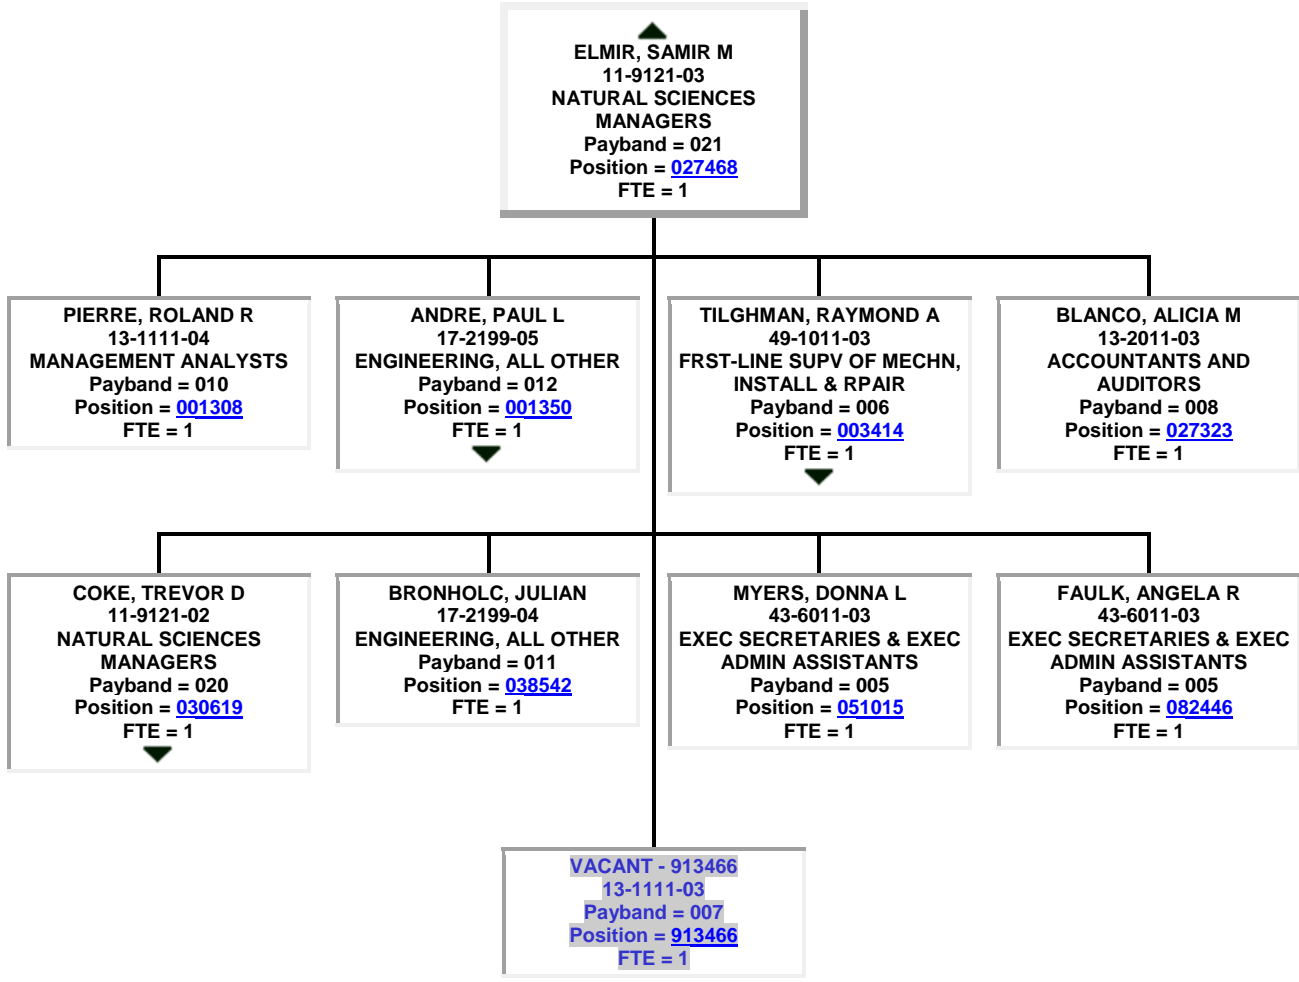 ELMIR, SAMIR M
11-9121-03
NATURAL SCIENCES
MANAGERS
Payband = 021
Position = 027468
FTE = 1
PIERRE, ROLAND R
13-1111-04
MANAGEMENT ANALYSTS
Payband = 010
Position = 001308
FTE = 1
ANDRE, PAUL L
17-2199-05
ENGINEERING, ALL OTHER
Payband = 012
Position = 001350
FTE = 1
TILGHMAN, RAYMOND A
49-1011-03
FRST-LINE SUPV OF MECHN,
INSTALL & RPAIR
Payband = 006
Position = 003414
FTE = 1
BLANCO, ALICIA M
13-2011-03
ACCOUNTANTS AND
AUDITORS
Payband = 008
Position = 027323
FTE = 1
COKE, TREVOR D
11-9121-02
NATURAL SCIENCES
MANAGERS
Payband = 020
Position = 030619
FTE = 1
BRONHOLC, JULIAN
17-2199-04
ENGINEERING, ALL OTHER
Payband = 011
Position = 038542
FTE = 1
MYERS, DONNA L
43-6011-03
EXEC SECRETARIES & EXEC
ADMIN ASSISTANTS
Payband = 005
Position = 051015
FTE = 1
FAULK, ANGELA R
43-6011-03
EXEC SECRETARIES & EXEC
ADMIN ASSISTANTS
Payband = 005
Position = 082446
FTE = 1
VACANT - 913466
13-1111-03
Payband = 007
Position = 913466
FTE = 1